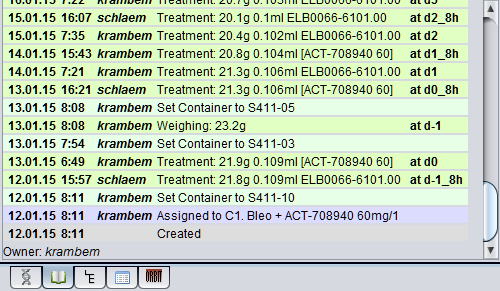 16.01.15 7:22 krambem Treatment: 20.7g 0.103ml ELB0066-6101.00 at d3
15.01.15 16:07 schlaem Treatment: 20.1g 0.1ml ELB0066-6101.00 at d2_8h
15.01.15 7:35 krambem Treatment: 20.4g 0.102ml ELB0066-6101.00 at d2
14.01.15 15:43 krambem Treatment: 20.8g 0.104ml [ACT-708940 60] at d1_8h
14.01.15 7:21 krambem Treatment: 21.3g 0.106ml ELB0066-6101.00 at d1
13.01.15 16:21 schlaem Treatment: 21.3g 0.106ml [ACT-708940 60] at d0_8h
13.01.15 8:08 krambem Set Container to S411-05
13.01.15 8:08 krambem Weighing: 23.2g at d-1
13.01.15 7:54 krambem Set Container to S411-03
13.01.15 6:49 krambem Treatment: 21.9g 0.109ml [ACT-708940 60] at d0
12.01.15 15:57 schlaem Treatment: 21.8g 0.109ml ELB0066-6101.00 at d-1_8h
12.01.15 8:11 krambem Set Container to S411-10
12.01.15 8:11 krambem Assigned to C1. Bleo + ACT-708940 60mg/1
12.01.15 8:11 Created
Owner: krambem
E ORBIT